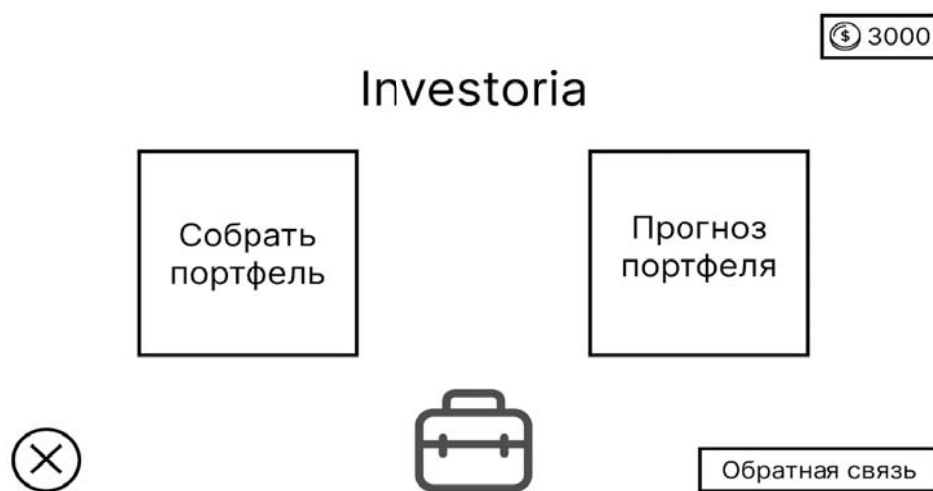 $ 3000
Investoria
Собрать
портфель
Прогноз
портфеля
Обратная связь